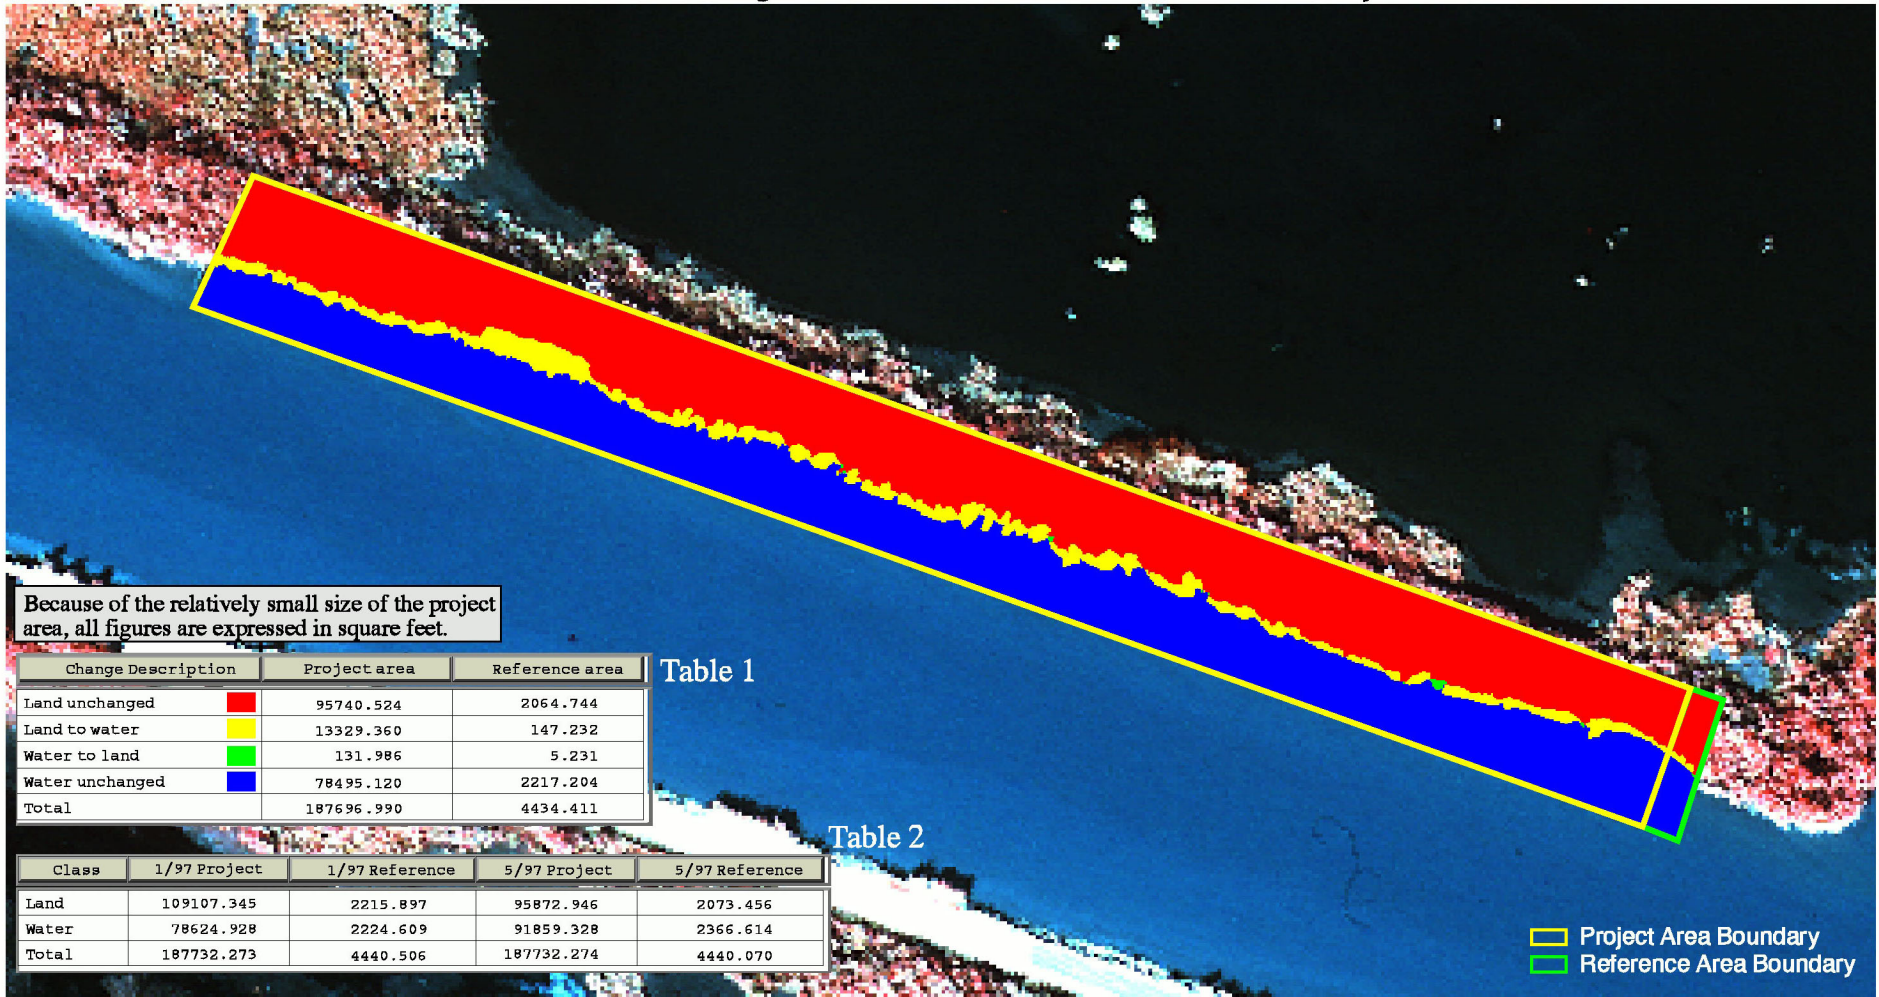 Because of the relatively small size of the project
area, all figures are expressed in square feet.
Table 1
Change Description Project area Reference area
Land unchanged 95740.524 2064.744
Land to water 13329.360 147.232
Water to land 131.986 5.231
Water unchanged 78495.120 2217.204
Total 187696.990 4434.411
Table 2
Class 1/97 Project 1/97 Reference 5/97 Project 5/97 Reference
Land 109107.345 2215.897 95872.946 2073.456
Water 78624.928 2224.609 91859.328 2366.614
Total 187732.273 4440.506 187732.274 4440.070
Project Area Boundary
Reference Area Boundary